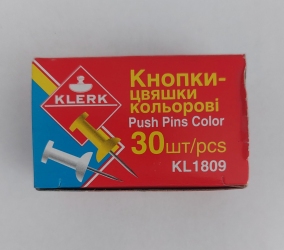 KLERK
Кнопки-
цвяшки
кольорові
Push Pins Color
30шт/pcs
KL1809